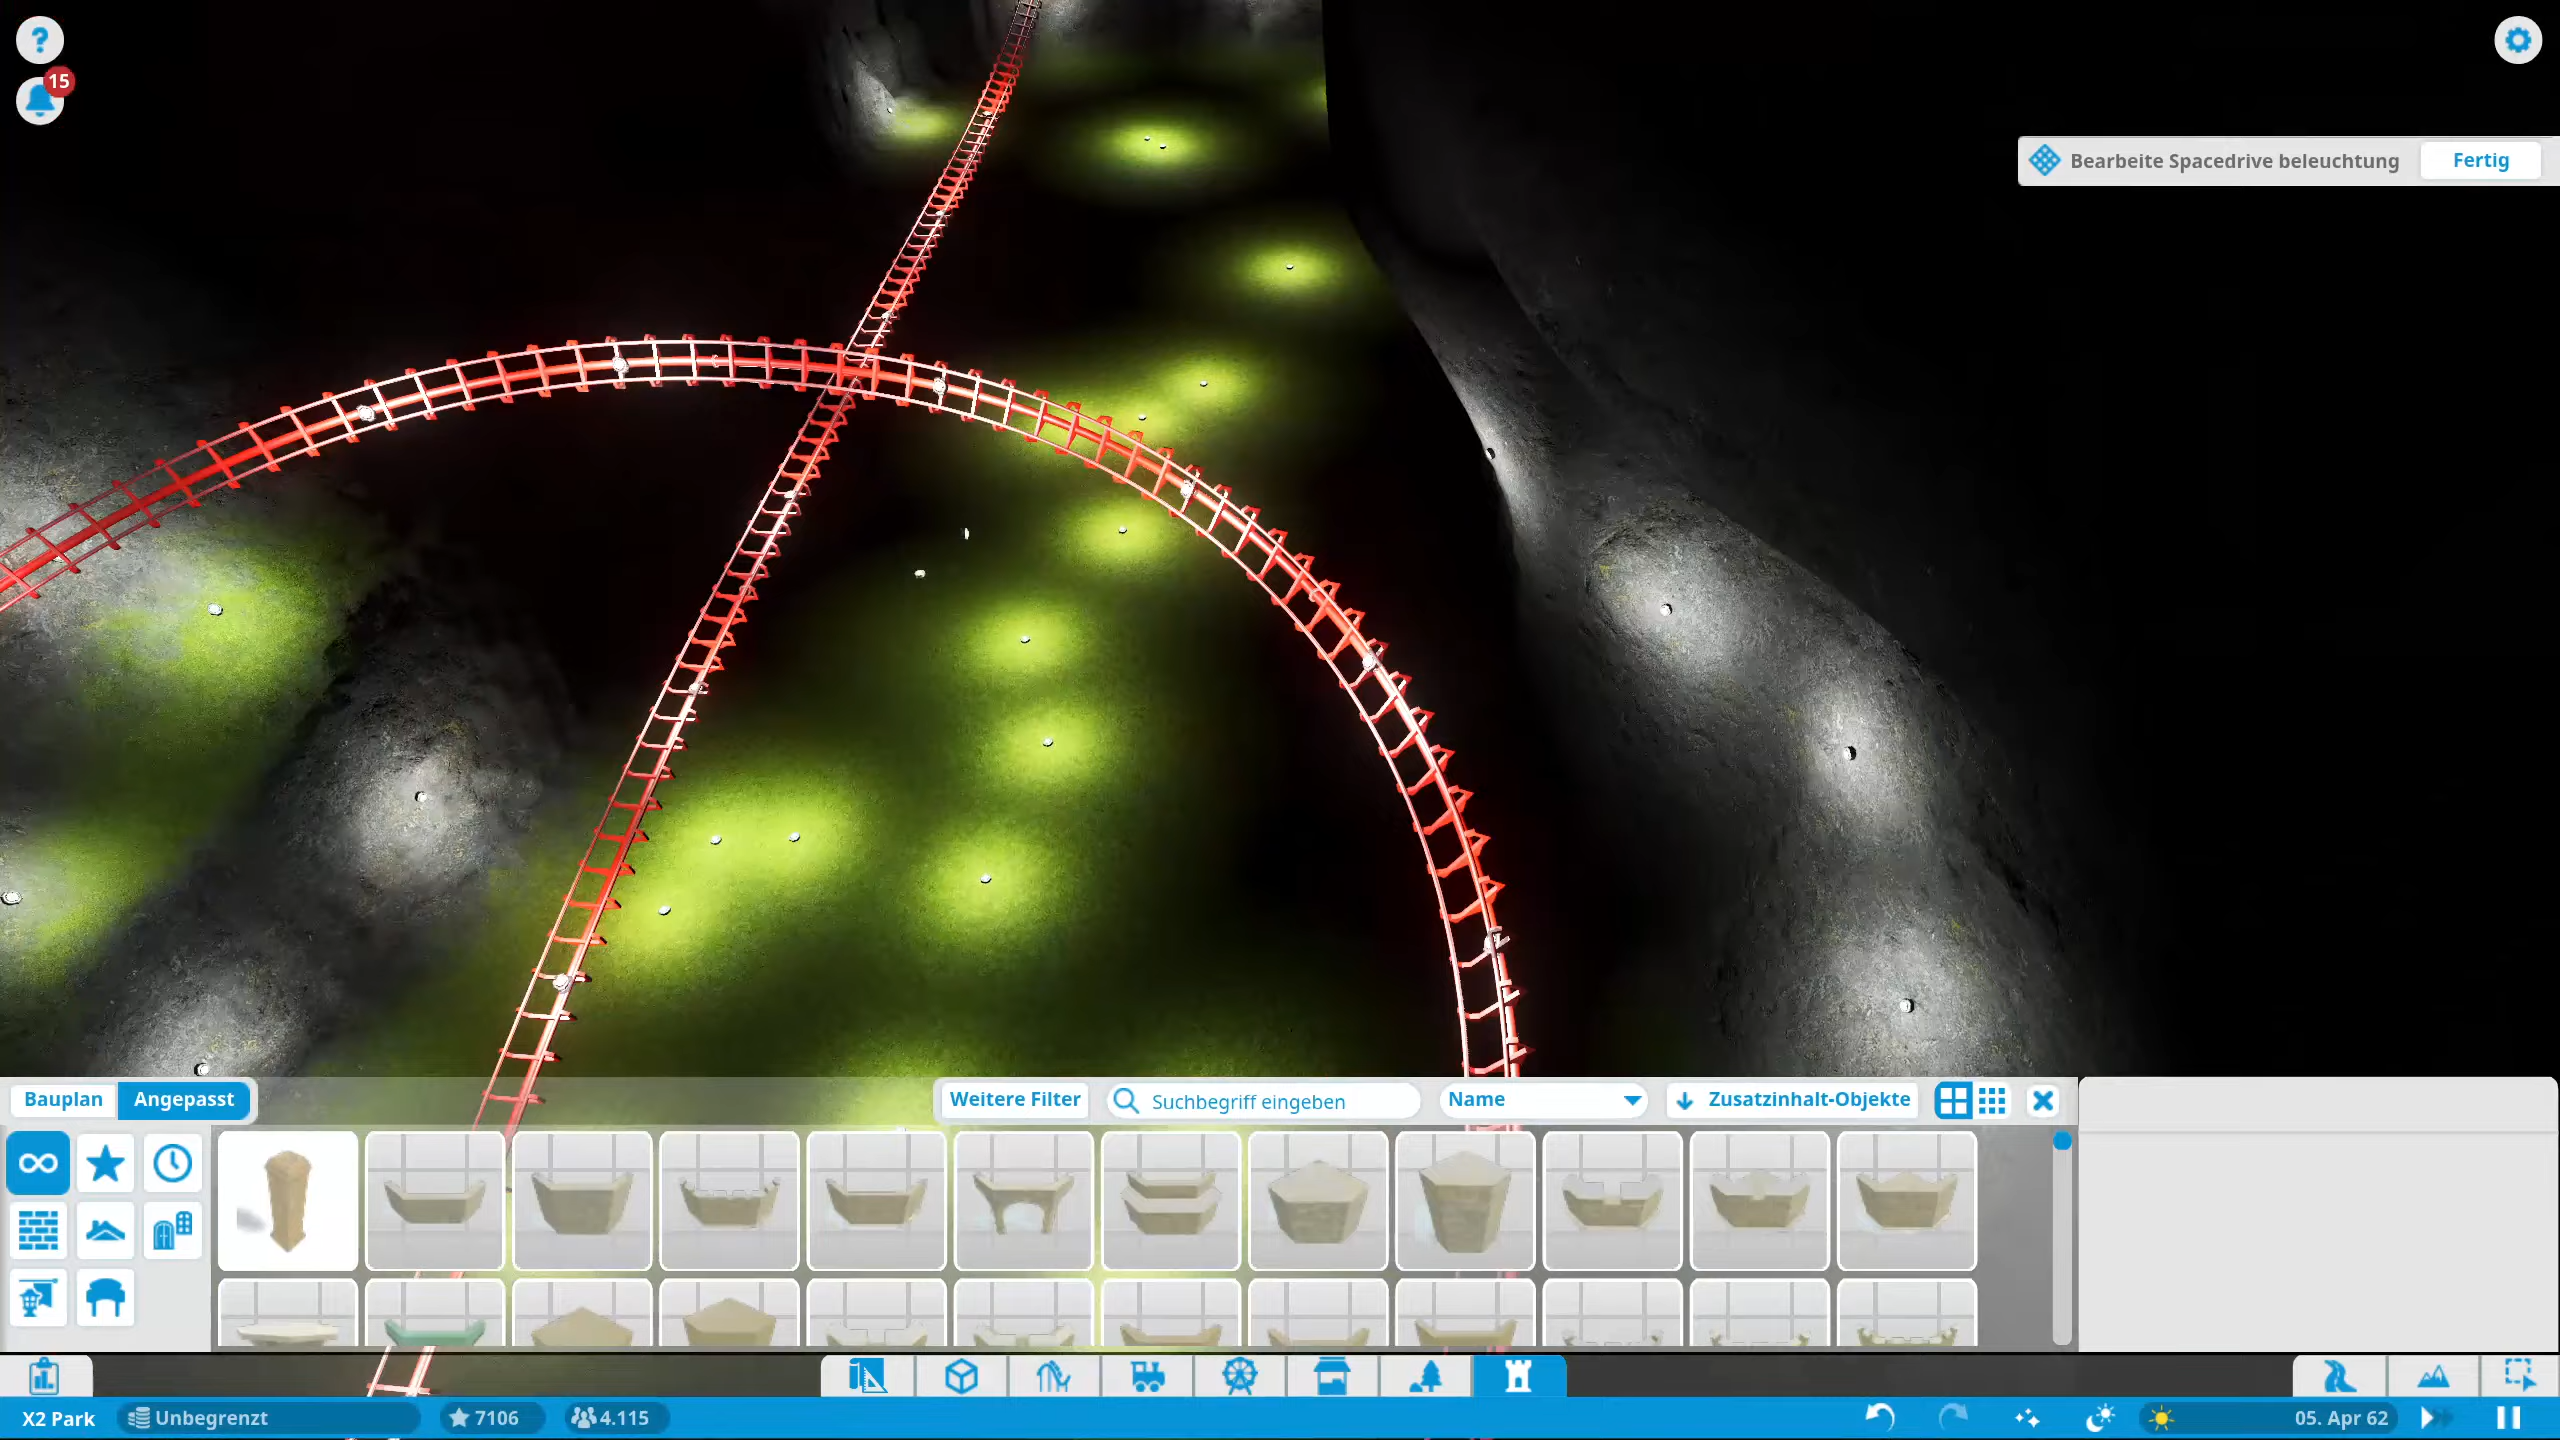 ?
15
Bearbeite Spacedrive beleuchtung Fertig
Bauplan Angepasst Weitere Filter Suchbegriff eingeben Name Zusatzinhalt-Objekte
X2 Park Unbegrenzt 7106 4.115 05. Apr 62